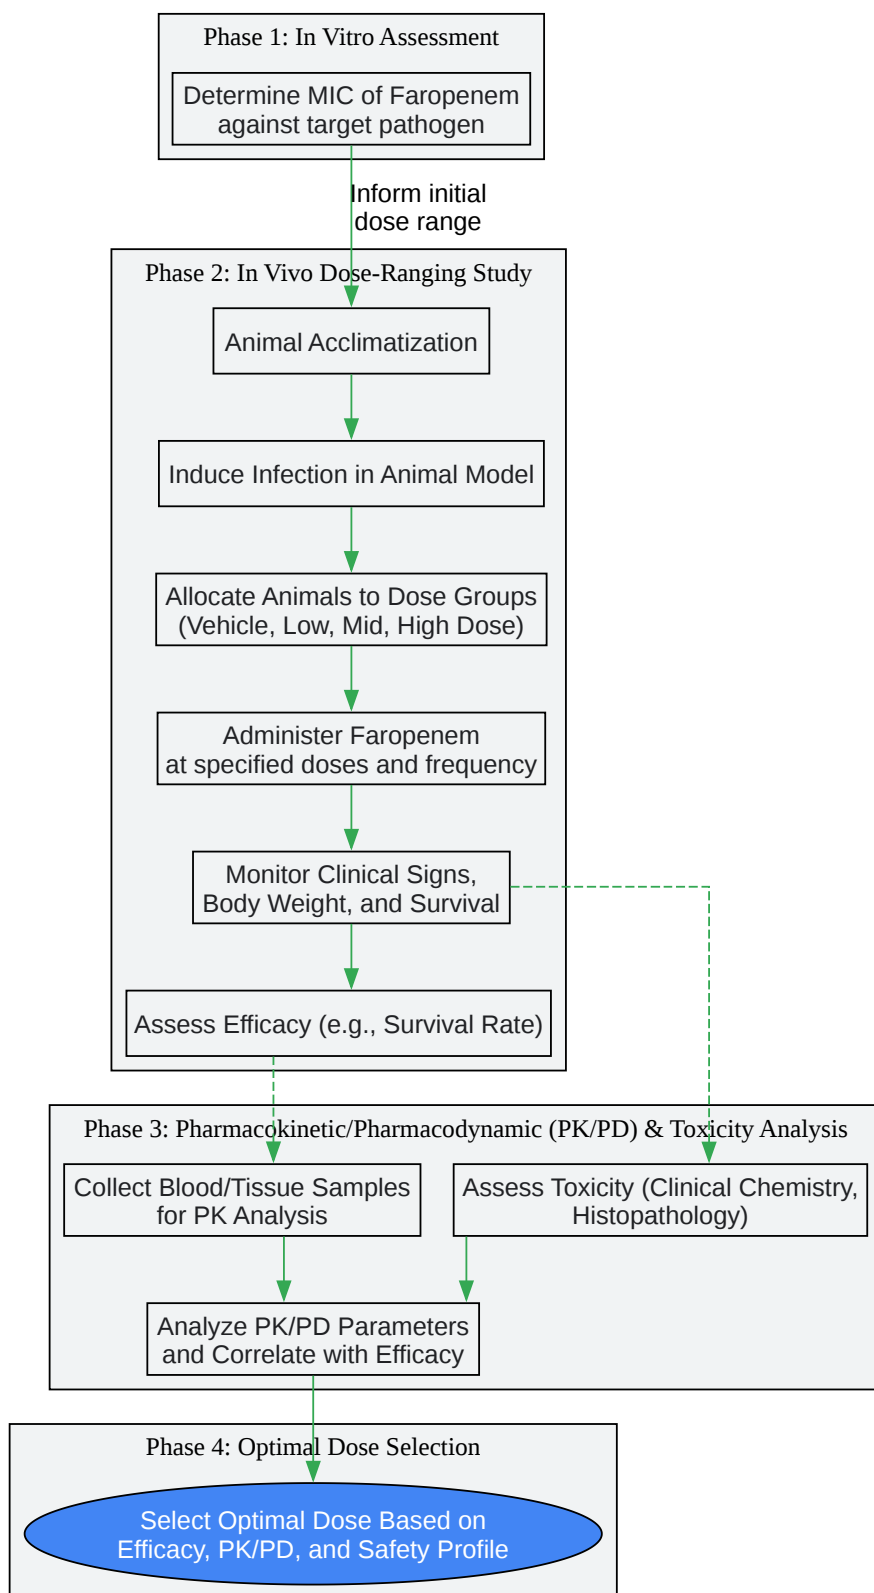 Phase 1: In Vitro Assessment
Determine MIC of Faropenem
against target pathogen
Inform initial
dose range
Phase 2: In Vivo Dose-Ranging Study
Animal Acclimatization
Induce Infection in Animal Model
Allocate Animals to Dose Groups
(Vehicle, Low, Mid, High Dose)
Administer Faropenem
at specified doses and frequency
Monitor Clinical Signs,
Body Weight, and Survival
Assess Efficacy (e.g., Survival Rate)
Phase 3: Pharmacokinetic/Pharmacodynamic (PK/PD) & Toxicity Analysis
Collect Blood/Tissue Samples
for PK Analysis
Assess Toxicity (Clinical Chemistry,
Histopathology)
Analyze PK/PD Parameters
and Correlate with Efficacy
Phase 4: Optimal Dose Selection
Select Optimal Dose Based on
Efficacy, PK/PD, and Safety Profile